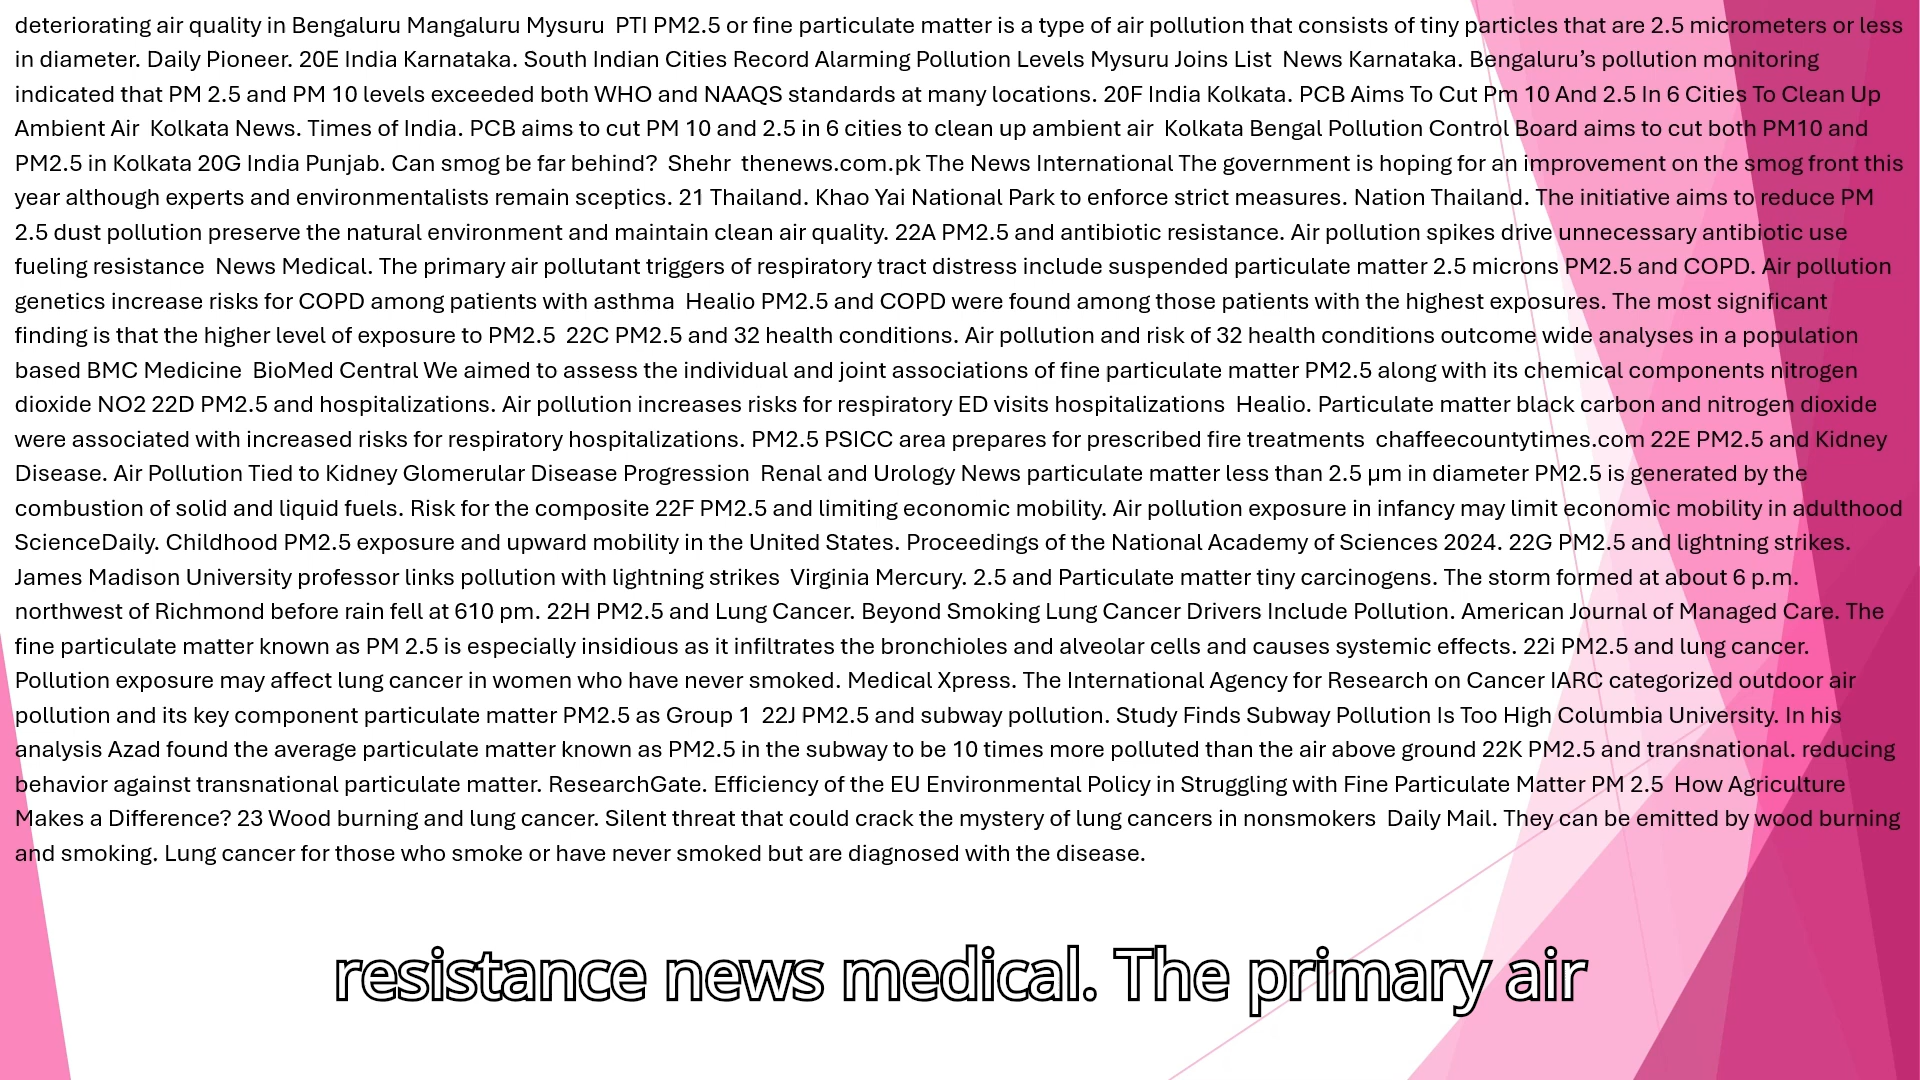 deteriorating air quality in Bengaluru Mangaluru Mysuru  PTI PM2.5 or fine particulate matter is a type of air pollution that consists of tiny particles that are 2.5 micrometers or less
in diameter. Daily Pioneer. 20E India Karnataka. South Indian Cities Record Alarming Pollution Levels Mysuru Joins List  News Karnataka. Bengaluru’s pollution monitoring
indicated that PM 2.5 and PM 10 levels exceeded both WHO and NAAQS standards at many locations. 20F India Kolkata. PCB Aims To Cut Pm 10 And 2.5 In 6 Cities To Clean Up
Ambient Air  Kolkata News. Times of India. PCB aims to cut PM 10 and 2.5 in 6 cities to clean up ambient air  Kolkata Bengal Pollution Control Board aims to cut both PM10 and
PM2.5 in Kolkata 20G India Punjab. Can smog be far behind?  Shehr  thenews.com.pk The News International The government is hoping for an improvement on the smog front this
year although experts and environmentalists remain sceptics. 21 Thailand. Khao Yai National Park to enforce strict measures. Nation Thailand. The initiative aims to reduce PM
2.5 dust pollution preserve the natural environment and maintain clean air quality. 22A PM2.5 and antibiotic resistance. Air pollution spikes drive unnecessary antibiotic use
fueling resistance  News Medical. The primary air pollutant triggers of respiratory tract distress include suspended particulate matter 2.5 microns PM2.5 and COPD. Air pollution
genetics increase risks for COPD among patients with asthma  Healio PM2.5 and COPD were found among those patients with the highest exposures. The most significant
finding is that the higher level of exposure to PM2.5  22C PM2.5 and 32 health conditions. Air pollution and risk of 32 health conditions outcome wide analyses in a population
based BMC Medicine  BioMed Central We aimed to assess the individual and joint associations of fine particulate matter PM2.5 along with its chemical components nitrogen
dioxide NO2 22D PM2.5 and hospitalizations. Air pollution increases risks for respiratory ED visits hospitalizations  Healio. Particulate matter black carbon and nitrogen dioxide
were associated with increased risks for respiratory hospitalizations. PM2.5 PSICC area prepares for prescribed fire treatments  chaffeecountytimes.com 22E PM2.5 and Kidney
Disease. Air Pollution Tied to Kidney Glomerular Disease Progression  Renal and Urology News particulate matter less than 2.5 μm in diameter PM2.5 is generated by the
combustion of solid and liquid fuels. Risk for the composite 22F PM2.5 and limiting economic mobility. Air pollution exposure in infancy may limit economic mobility in adulthood
ScienceDaily. Childhood PM2.5 exposure and upward mobility in the United States. Proceedings of the National Academy of Sciences 2024. 22G PM2.5 and lightning strikes.
James Madison University professor links pollution with lightning strikes  Virginia Mercury. 2.5 and Particulate matter tiny carcinogens. The storm formed at about 6 p.m.
northwest of Richmond before rain fell at 610 pm. 22H PM2.5 and Lung Cancer. Beyond Smoking Lung Cancer Drivers Include Pollution. American Journal of Managed Care. The
fine particulate matter known as PM 2.5 is especially insidious as it infiltrates the bronchioles and alveolar cells and causes systemic effects. 22i PM2.5 and lung cancer.
Pollution exposure may affect lung cancer in women who have never smoked. Medical Xpress. The International Agency for Research on Cancer IARC categorized outdoor air
pollution and its key component particulate matter PM2.5 as Group 1  22J PM2.5 and subway pollution. Study Finds Subway Pollution Is Too High Columbia University. In his
analysis Azad found the average particulate matter known as PM2.5 in the subway to be 10 times more polluted than the air above ground 22K PM2.5 and transnational. reducing
behavior against transnational particulate matter. ResearchGate. Efficiency of the EU Environmental Policy in Struggling with Fine Particulate Matter PM 2.5  How Agriculture
Makes a Difference? 23 Wood burning and lung cancer. Silent threat that could crack the mystery of lung cancers in nonsmokers  Daily Mail. They can be emitted by wood burning
and smoking. Lung cancer for those who smoke or have never smoked but are diagnosed with the disease.
resistance news medical. The primary air